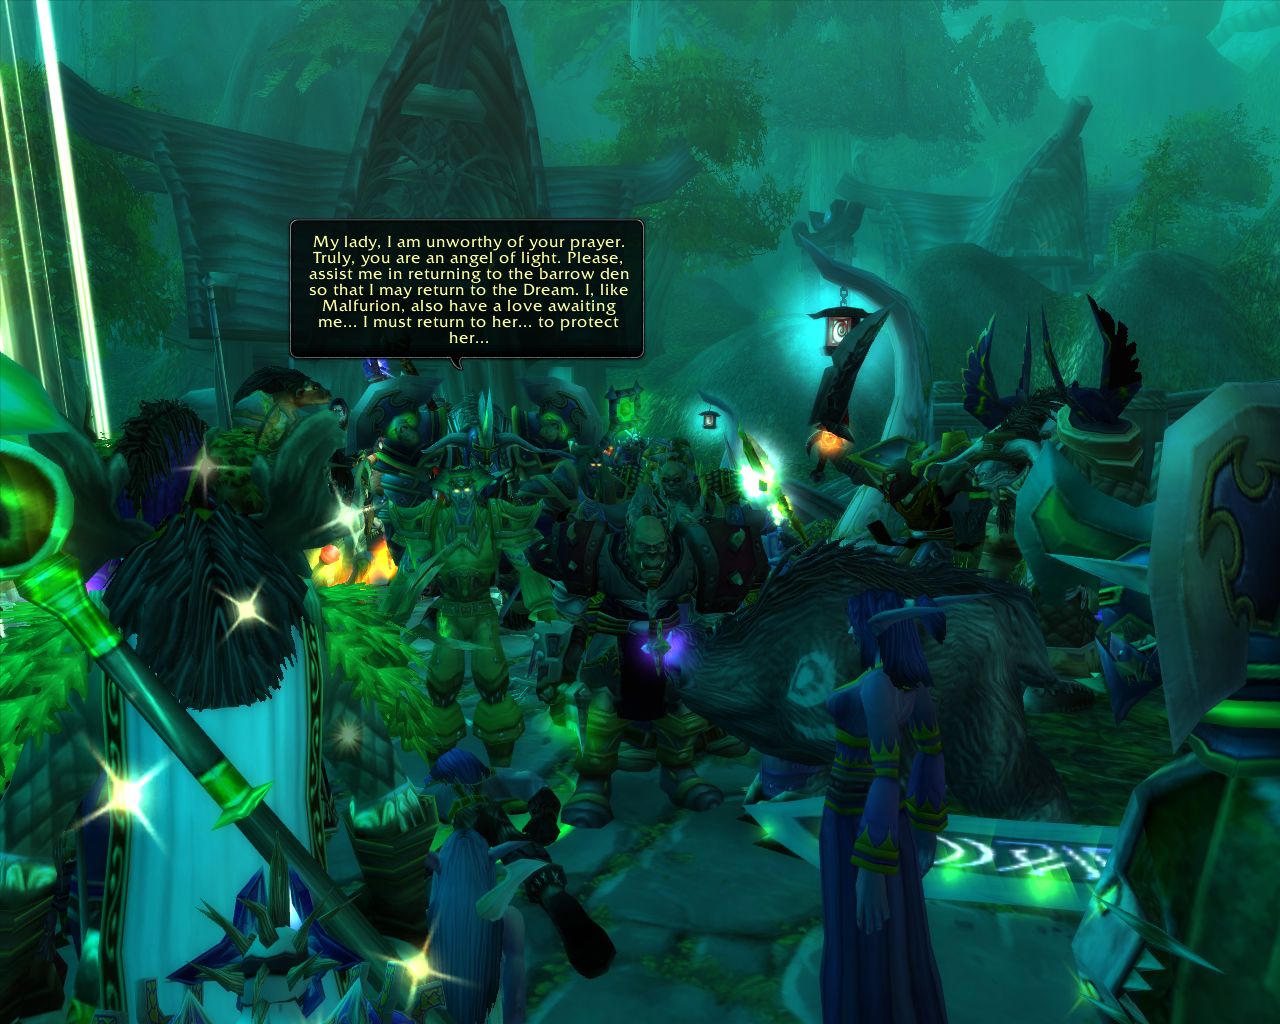 My lady, I am unworthy of your prayer.
Truly, you are an angel of light. Please,
assist me in returning to the barrow den
so that I may return to the Dream. I, like
Malfurion, also have a love awaiting
me... I must return to her... to protect
her...